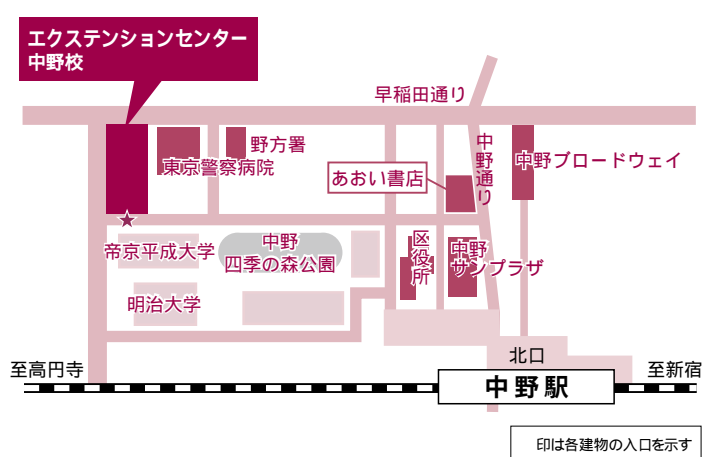 エクステンションセンター
中野校
早稲田通り
野方署
東京警察病院
中野通り
中野ブロードウェイ
あおい書店
帝京平成大学
中野
四季の森公園
区役所
中野
サンプラザ
明治大学
北口
至高円寺
至新宿
中野駅
印は各建物の入口を示す